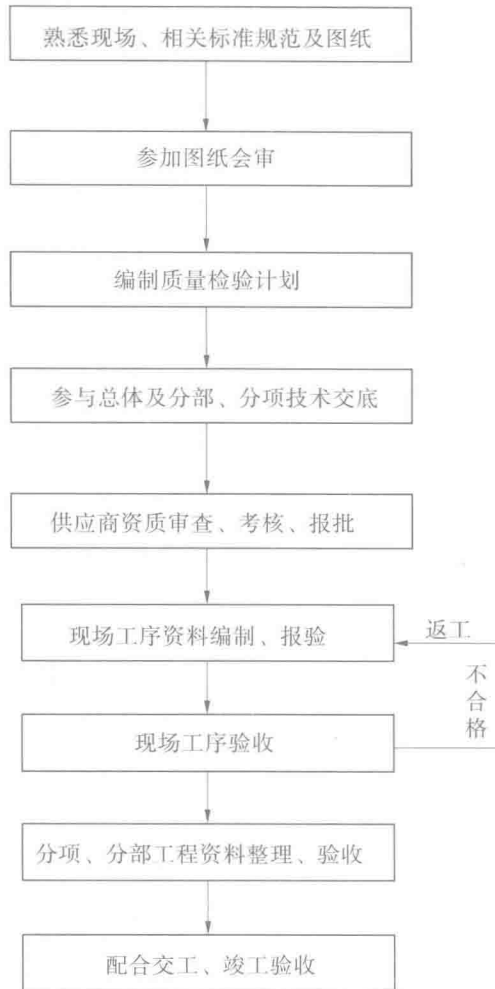 熟悉现场、相关标准规范及图纸
参加图纸会审
编制质量检验计划
参与总体及分部、分项技术交底
供应商资质审查、考核、报批
现场工序资料编制、报验
返工
不合格
现场工序验收
分项、分部工程资料整理、验收
配合交工、竣工验收